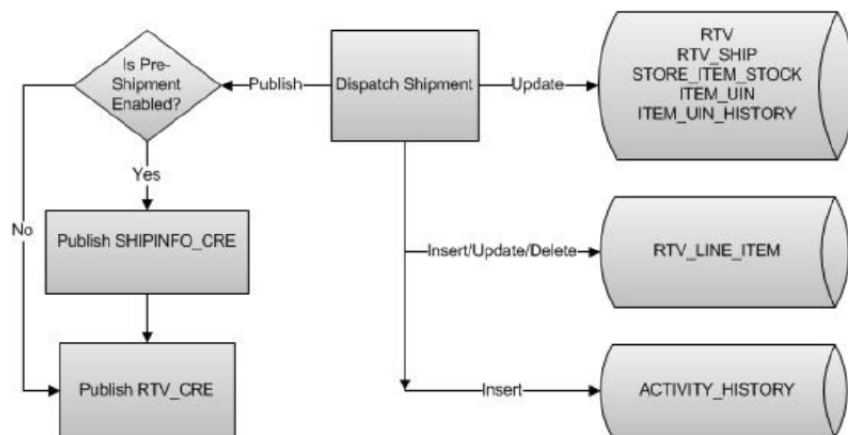 Is Pre-
Shipment
Enabled?
Publish
Dispatch Shipment
Update
RTV
RTV_SHIP
STORE_ITEM_STOCK
ITEM_UIN
ITEM_UIN_HISTORY
Yes
No
Publish SHIPINFO_CRE
Insert/Update/Delete
RTV_LINE_ITEM
Publish RTV_CRE
Insert
ACTIVITY_HISTORY